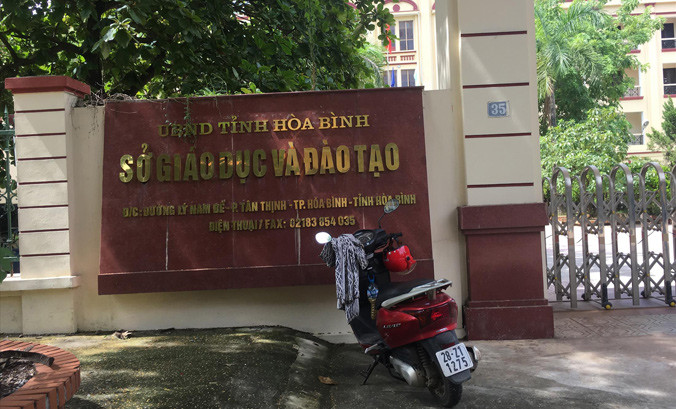 UBND TỈNH HÒA BÌNH
SỞ GIÁO DỤC VÀ ĐÀO TẠO
Đ/C: ĐƯỜNG LÝ NAM ĐẾ - P. TÂN THỊNH - TP. HÒA BÌNH - TỈNH HÒA BÌNH
ĐIỆN THOẠI / FAX: 02183 854 035
35
28-Z1
1275